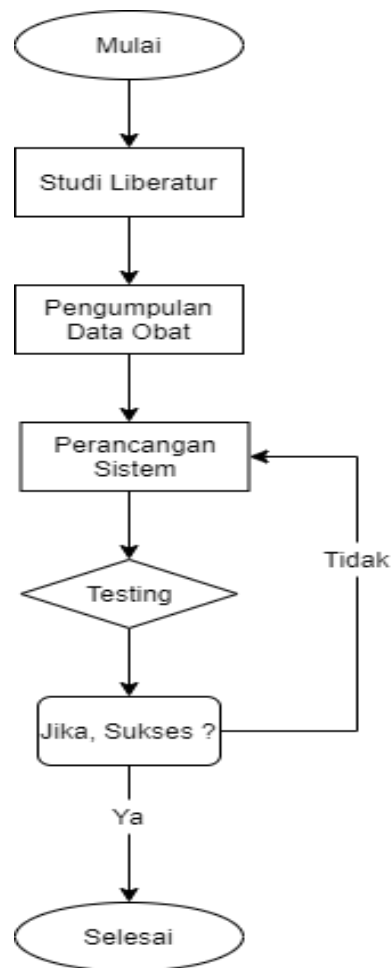 Mulai
Studi Liberatur
Pengumpulan
Data Obat
Perancangan
Sistem
Tidak
Testing
Jika, Sukses ?
Ya
Selesai